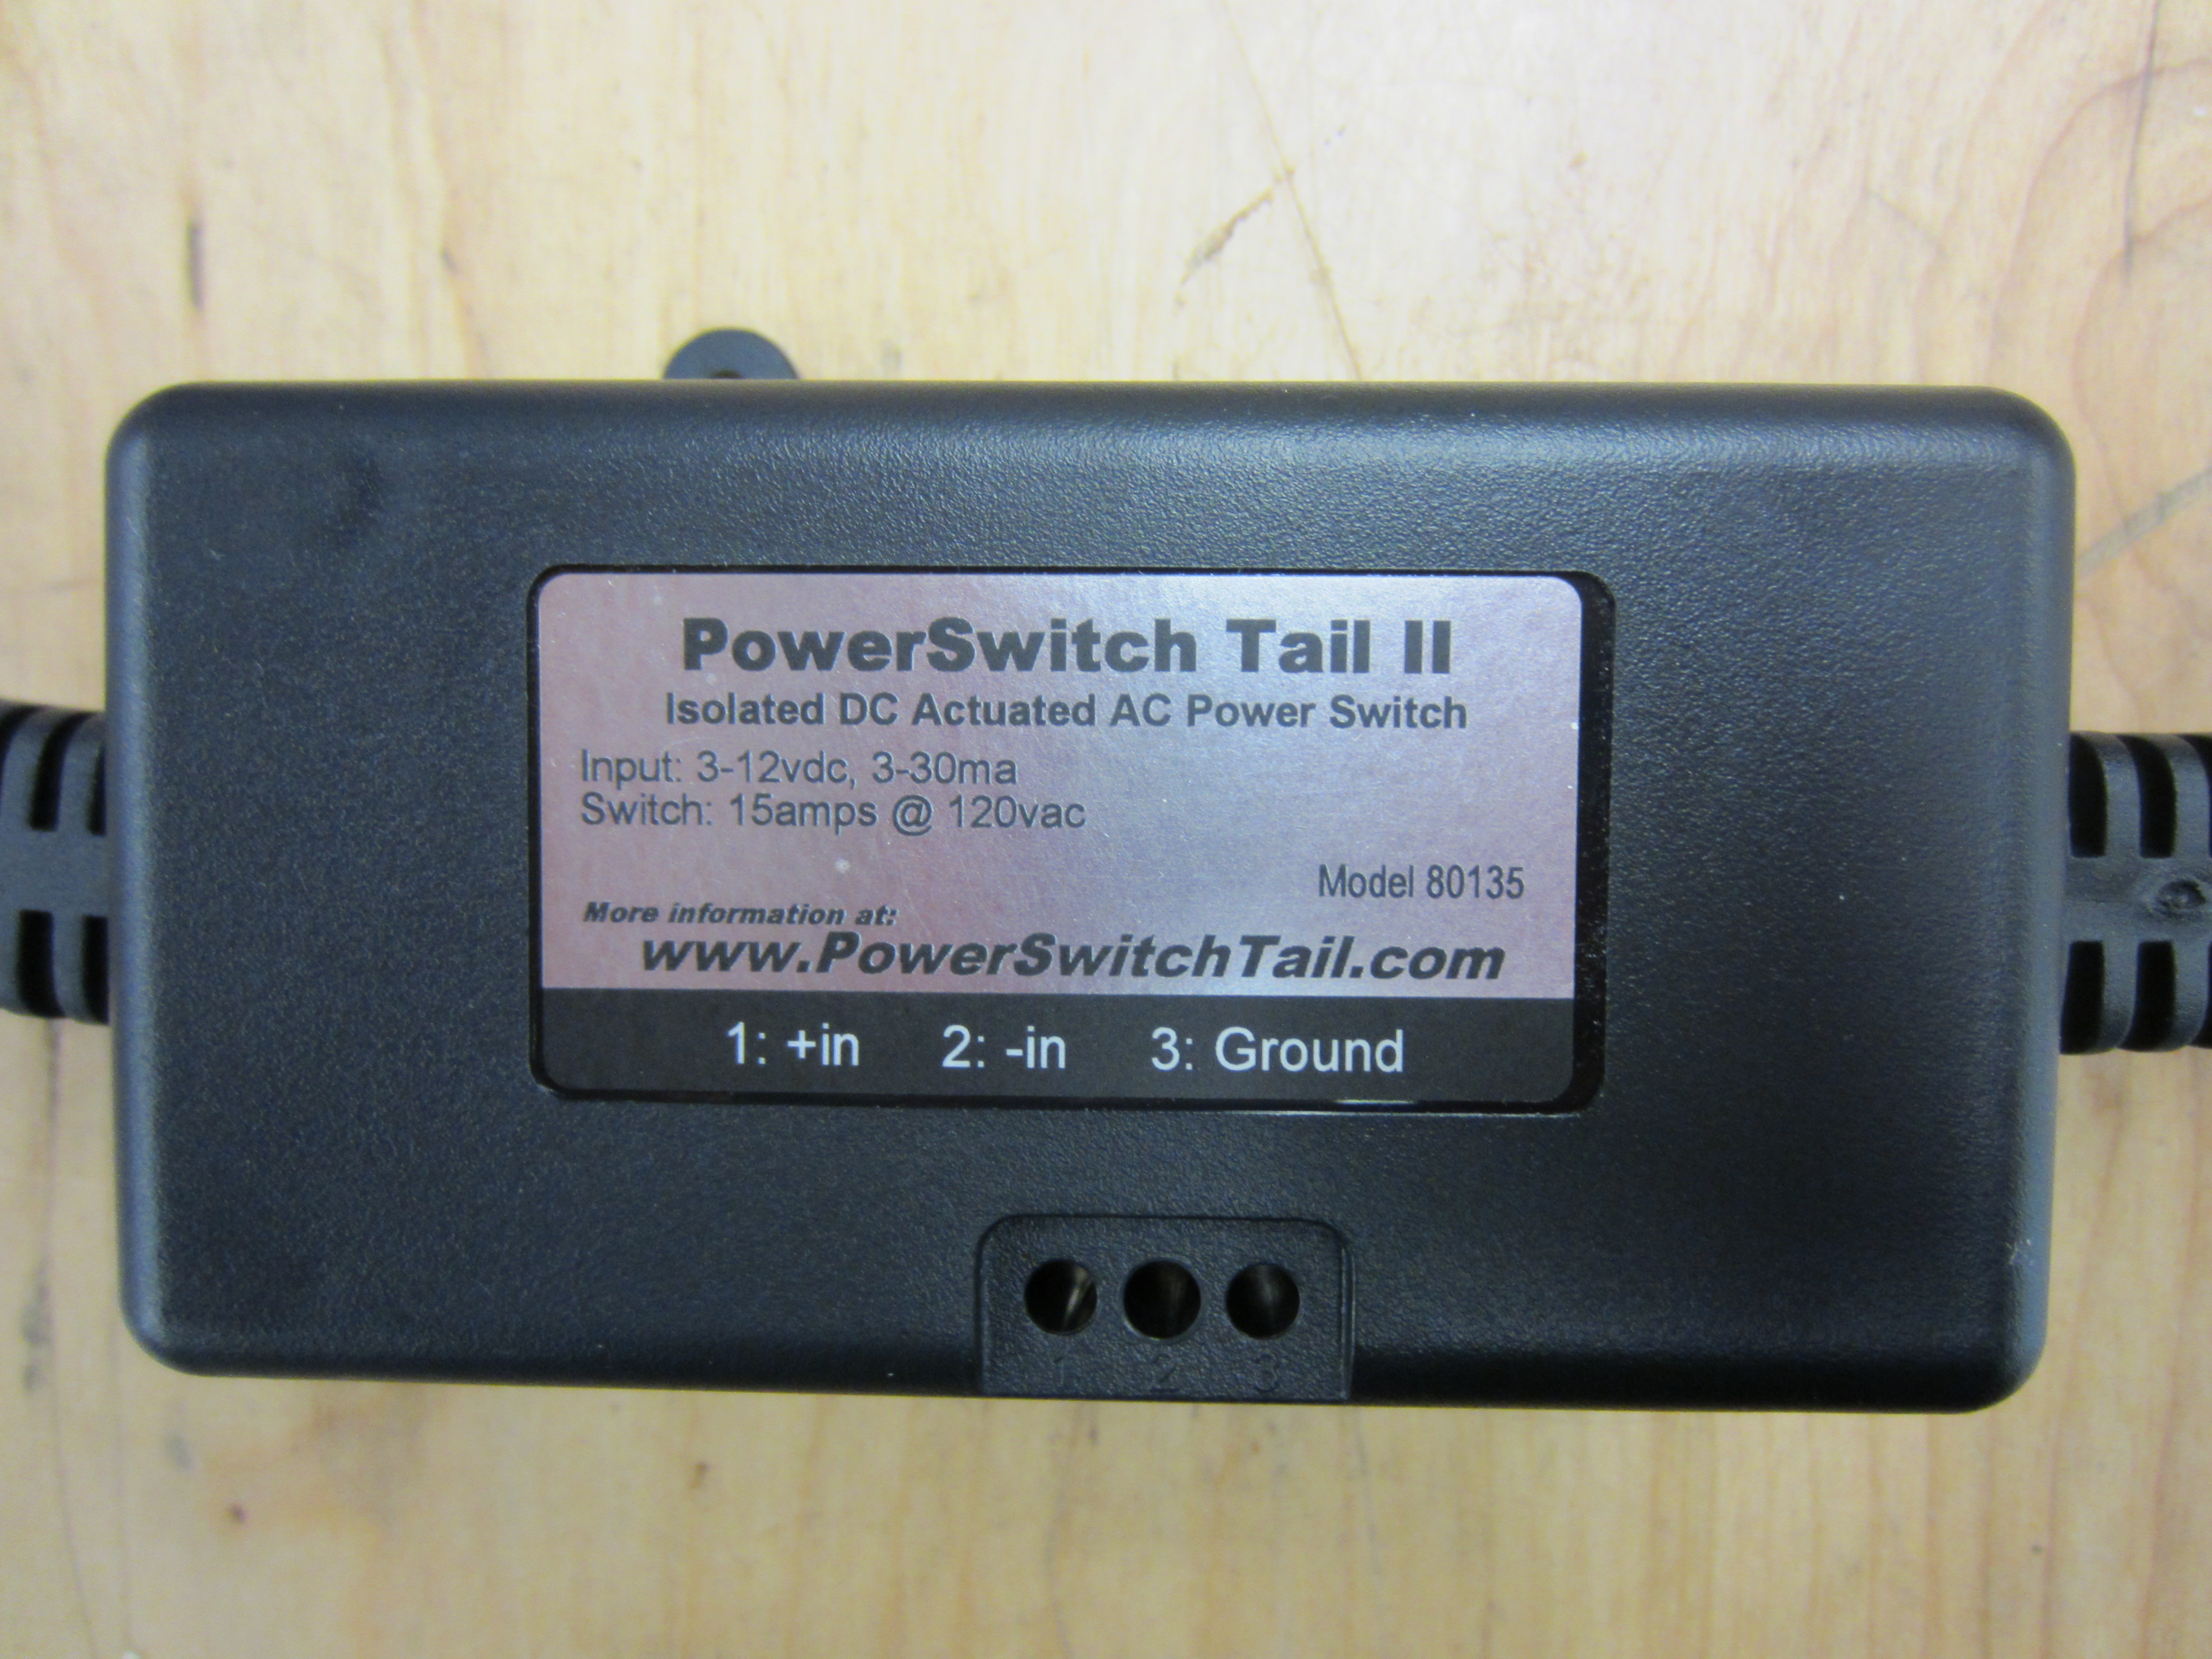 PowerSwitch Tail II
Isolated DC Actuated AC Power Switch
Input: 3-12vdc, 3-30ma
Switch: 15amps @ 120vac
Model 80135
More information at:
www.PowerSwitchTail.com
1: +in 2: -in 3: Ground
1 2 3